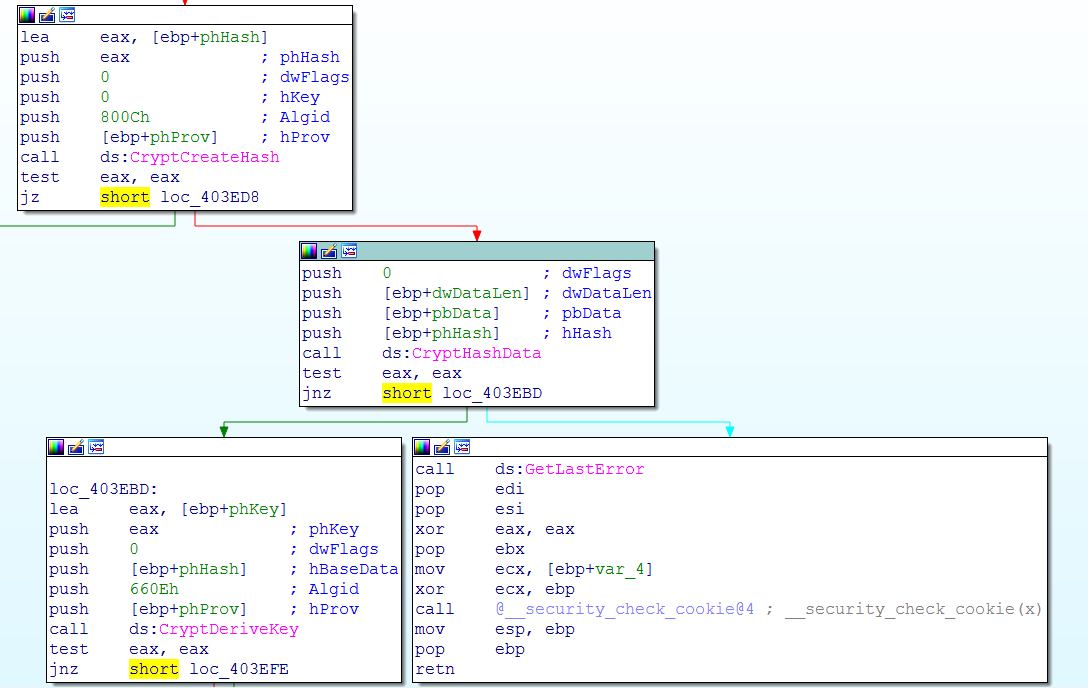 lea eax, [ebp+phHash]
push eax ; phHash
push 0 ; dwFlags
push 0 ; hKey
push 800Ch ; Algid
push [ebp+phProv] ; hProv
call ds:CryptCreateHash
test eax, eax
jz short loc_403ED8
push 0 ; dwFlags
push [ebp+dwDataLen] ; dwDataLen
push [ebp+pbData] ; pbData
push [ebp+phHash] ; hHash
call ds:CryptHashData
test eax, eax
jnz short loc_403EBD
loc_403EBD:
lea eax, [ebp+phKey]
push eax ; phKey
push 0 ; dwFlags
push [ebp+phHash] ; hBaseData
push 660Eh ; Algid
push [ebp+phProv] ; hProv
call ds:CryptDeriveKey
test eax, eax
jnz short loc_403EFE
call ds:GetLastError
pop edi
pop esi
xor eax, eax
pop ebx
mov ecx, [ebp+var_4]
xor ecx, ebp
call @__security_check_cookie@4 ; __security_check_cookie(x)
mov esp, ebp
pop ebp
retn